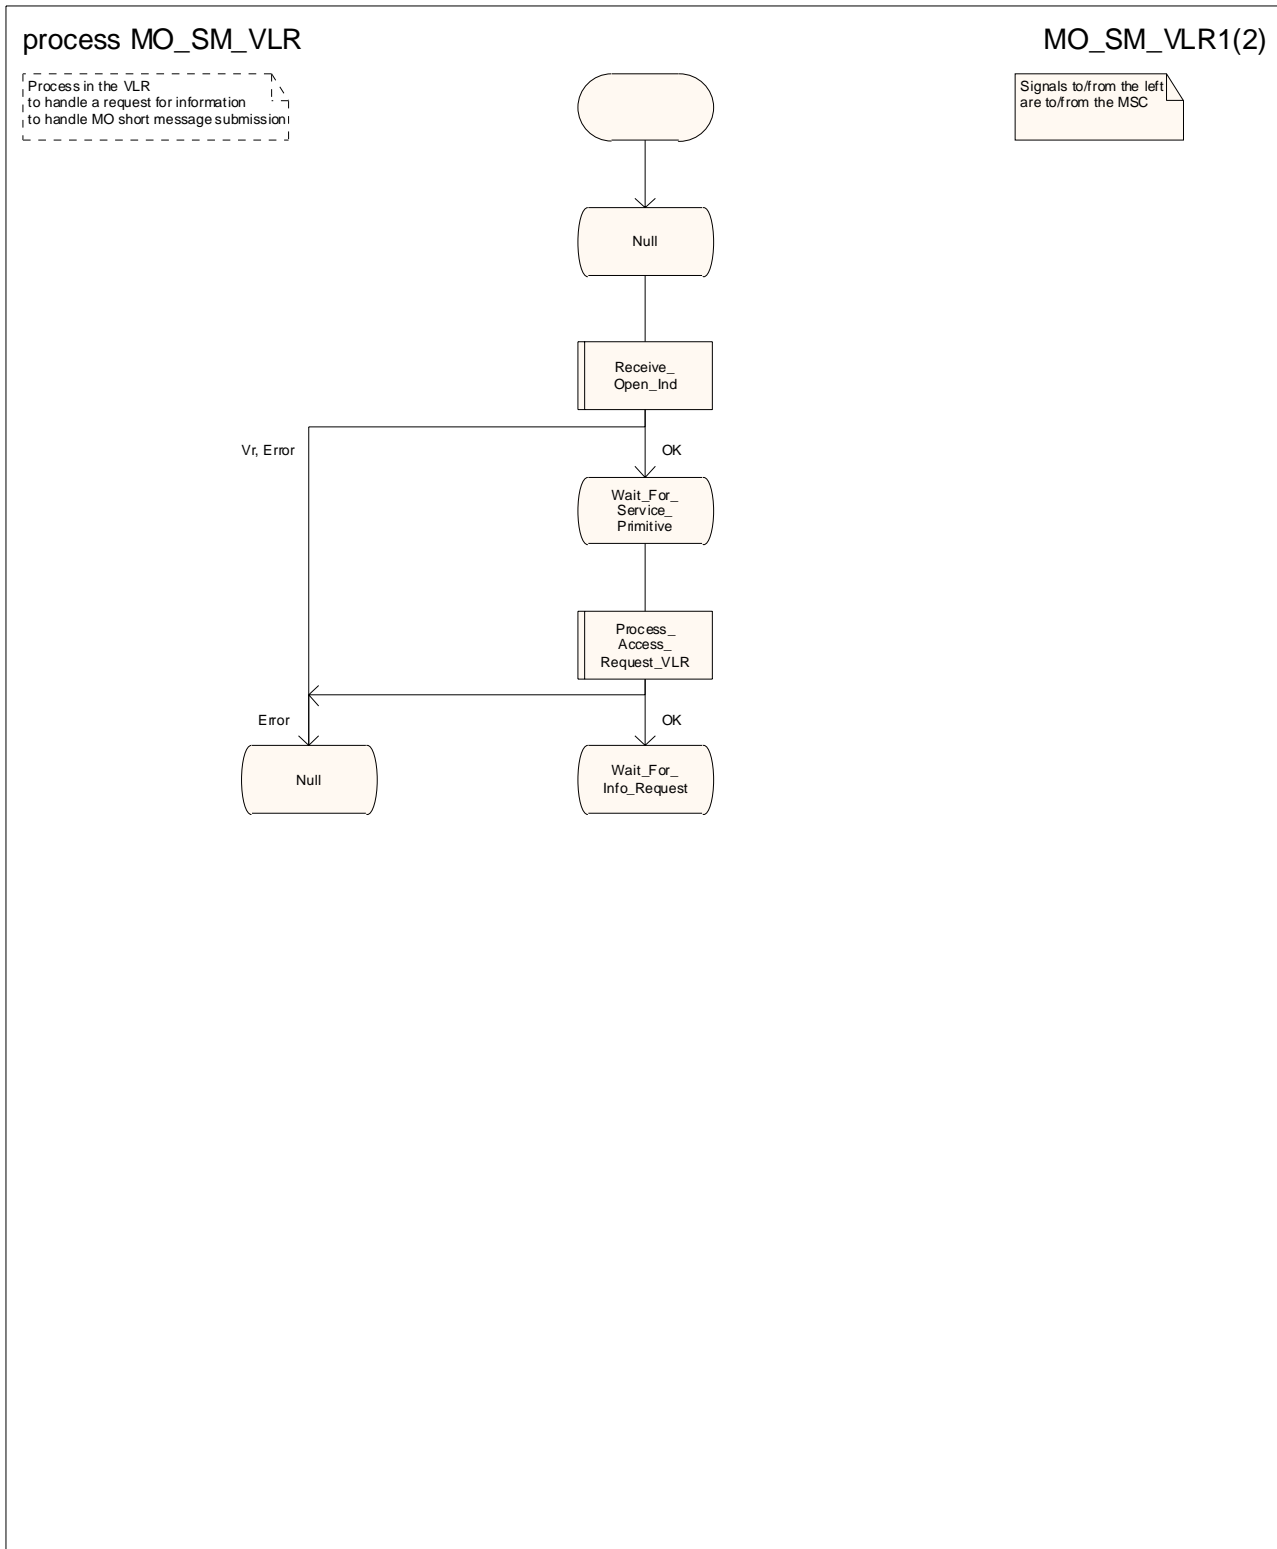 process MO_SM_VLR
MO_SM_VLR1(2)
Process in the VLR
to handle a request for information
to handle MO short message submission
Signals to/from the left
are to/from the MSC
Null
Receive_
Open_Ind
Vr, Error
OK
Wait_For_
Service_
Primitive
Process_
Access_
Request_VLR
Error
OK
Null
Wait_For_
Info_Request